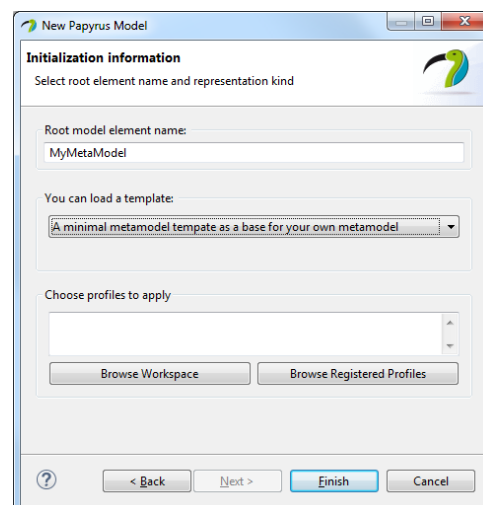 New Papyrus Model
Initialization information
Select root element name and representation kind
Root model element name:
MyMetaModel
You can load a template:
A minimal metamodel tempate as a base for your own metamodel
Choose profiles to apply
Browse Workspace Browse Registered Profiles
? < Back Next > Finish Cancel